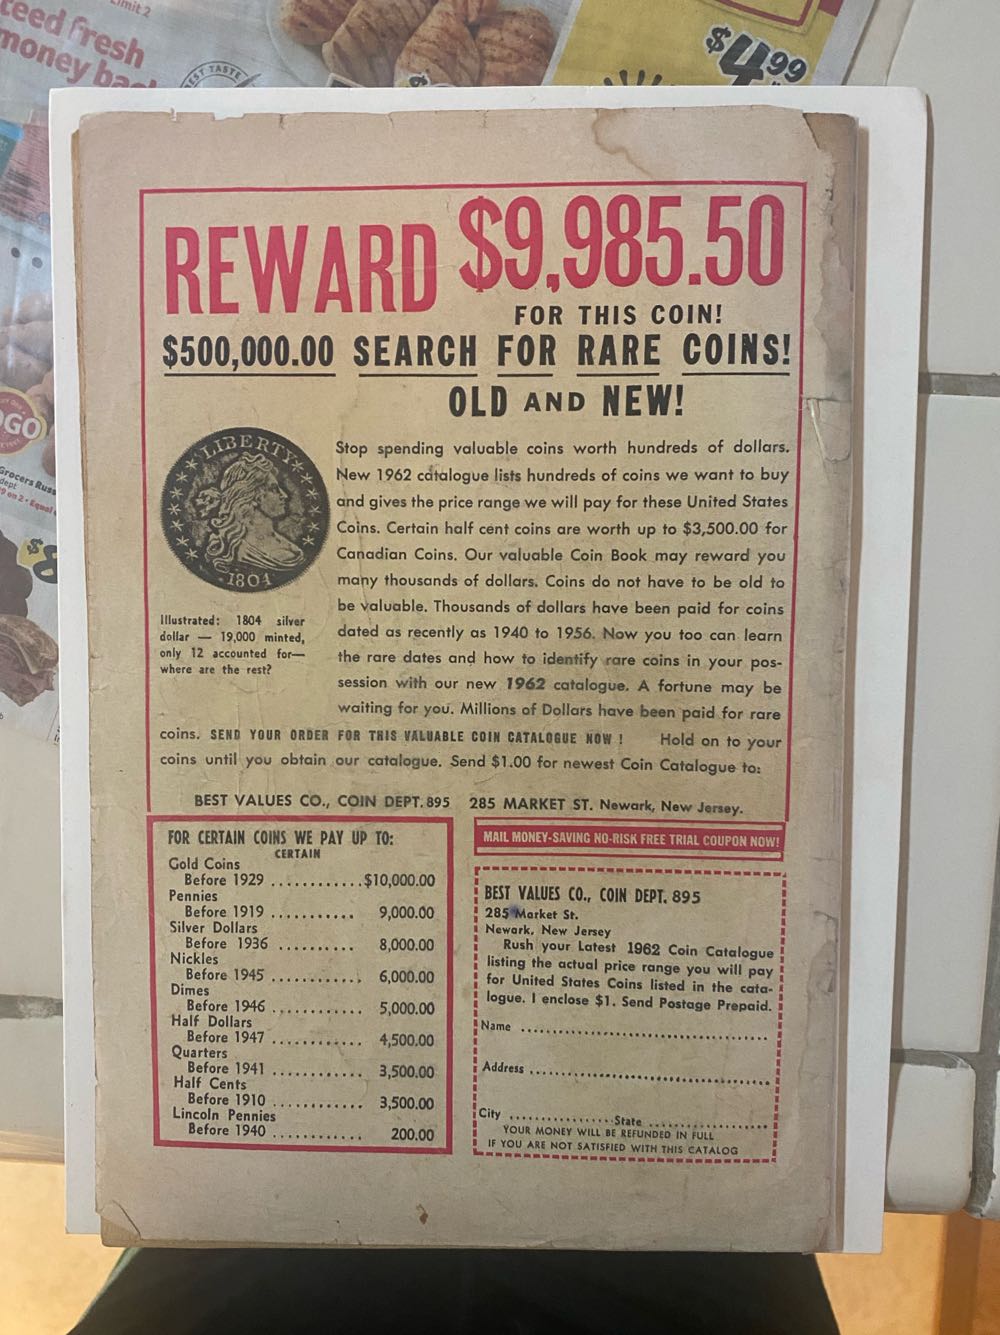 Limit 2
teed fresh
money bac
BEST TASTE
$4.99
REWARD $9,985.50
FOR THIS COIN!
$500,000.00 SEARCH FOR RARE COINS!
OLD AND NEW!
LIBERTY
1804
Illustrated: 1804 silver
dollar — 19,000 minted,
only 12 accounted for—
where are the rest?
Stop spending valuable coins worth hundreds of dollars.
New 1962 catalogue lists hundreds of coins we want to buy
and gives the price range we will pay for these United States
Coins. Certain half cent coins are worth up to $3,500.00 for
Canadian Coins. Our valuable Coin Book may reward you
many thousands of dollars. Coins do not have to be old to
be valuable. Thousands of dollars have been paid for coins
dated as recently as 1940 to 1956. Now you too can learn
the rare dates and how to identify rare coins in your pos-
session with our new 1962 catalogue. A fortune may be
waiting for you. Millions of Dollars have been paid for rare
coins. SEND YOUR ORDER FOR THIS VALUABLE COIN CATALOGUE NOW ! Hold on to your
coins until you obtain our catalogue. Send $1.00 for newest Coin Catalogue to:
BEST VALUES CO., COIN DEPT. 895 285 MARKET ST. Newark, New Jersey.
FOR CERTAIN COINS WE PAY UP TO:
CERTAIN
Gold Coins
Before 1929 ............$10,000.00
Pennies
Before 1919 ........... 9,000.00
Silver Dollars
Before 1936 .......... 8,000.00
Nickles
Before 1945 ............ 6,000.00
Dimes
Before 1946 ............ 5,000.00
Half Dollars
Before 1947 ............ 4,500.00
Quarters
Before 1941 ............ 3,500.00
Half Cents
Before 1910 ............ 3,500.00
Lincoln Pennies
Before 1940 ............ 200.00
MAIL MONEY-SAVING NO-RISK FREE TRIAL COUPON NOW!
BEST VALUES CO., COIN DEPT. 895
285 Market St.
Newark, New Jersey
Rush your Latest 1962 Coin Catalogue
listing the actual price range you will pay
for United States Coins listed in the cata-
logue. I enclose $1. Send Postage Prepaid.
Name
Address
City State
YOUR MONEY WILL BE REFUNDED IN FULL
IF YOU ARE NOT SATISFIED WITH THIS CATALOG